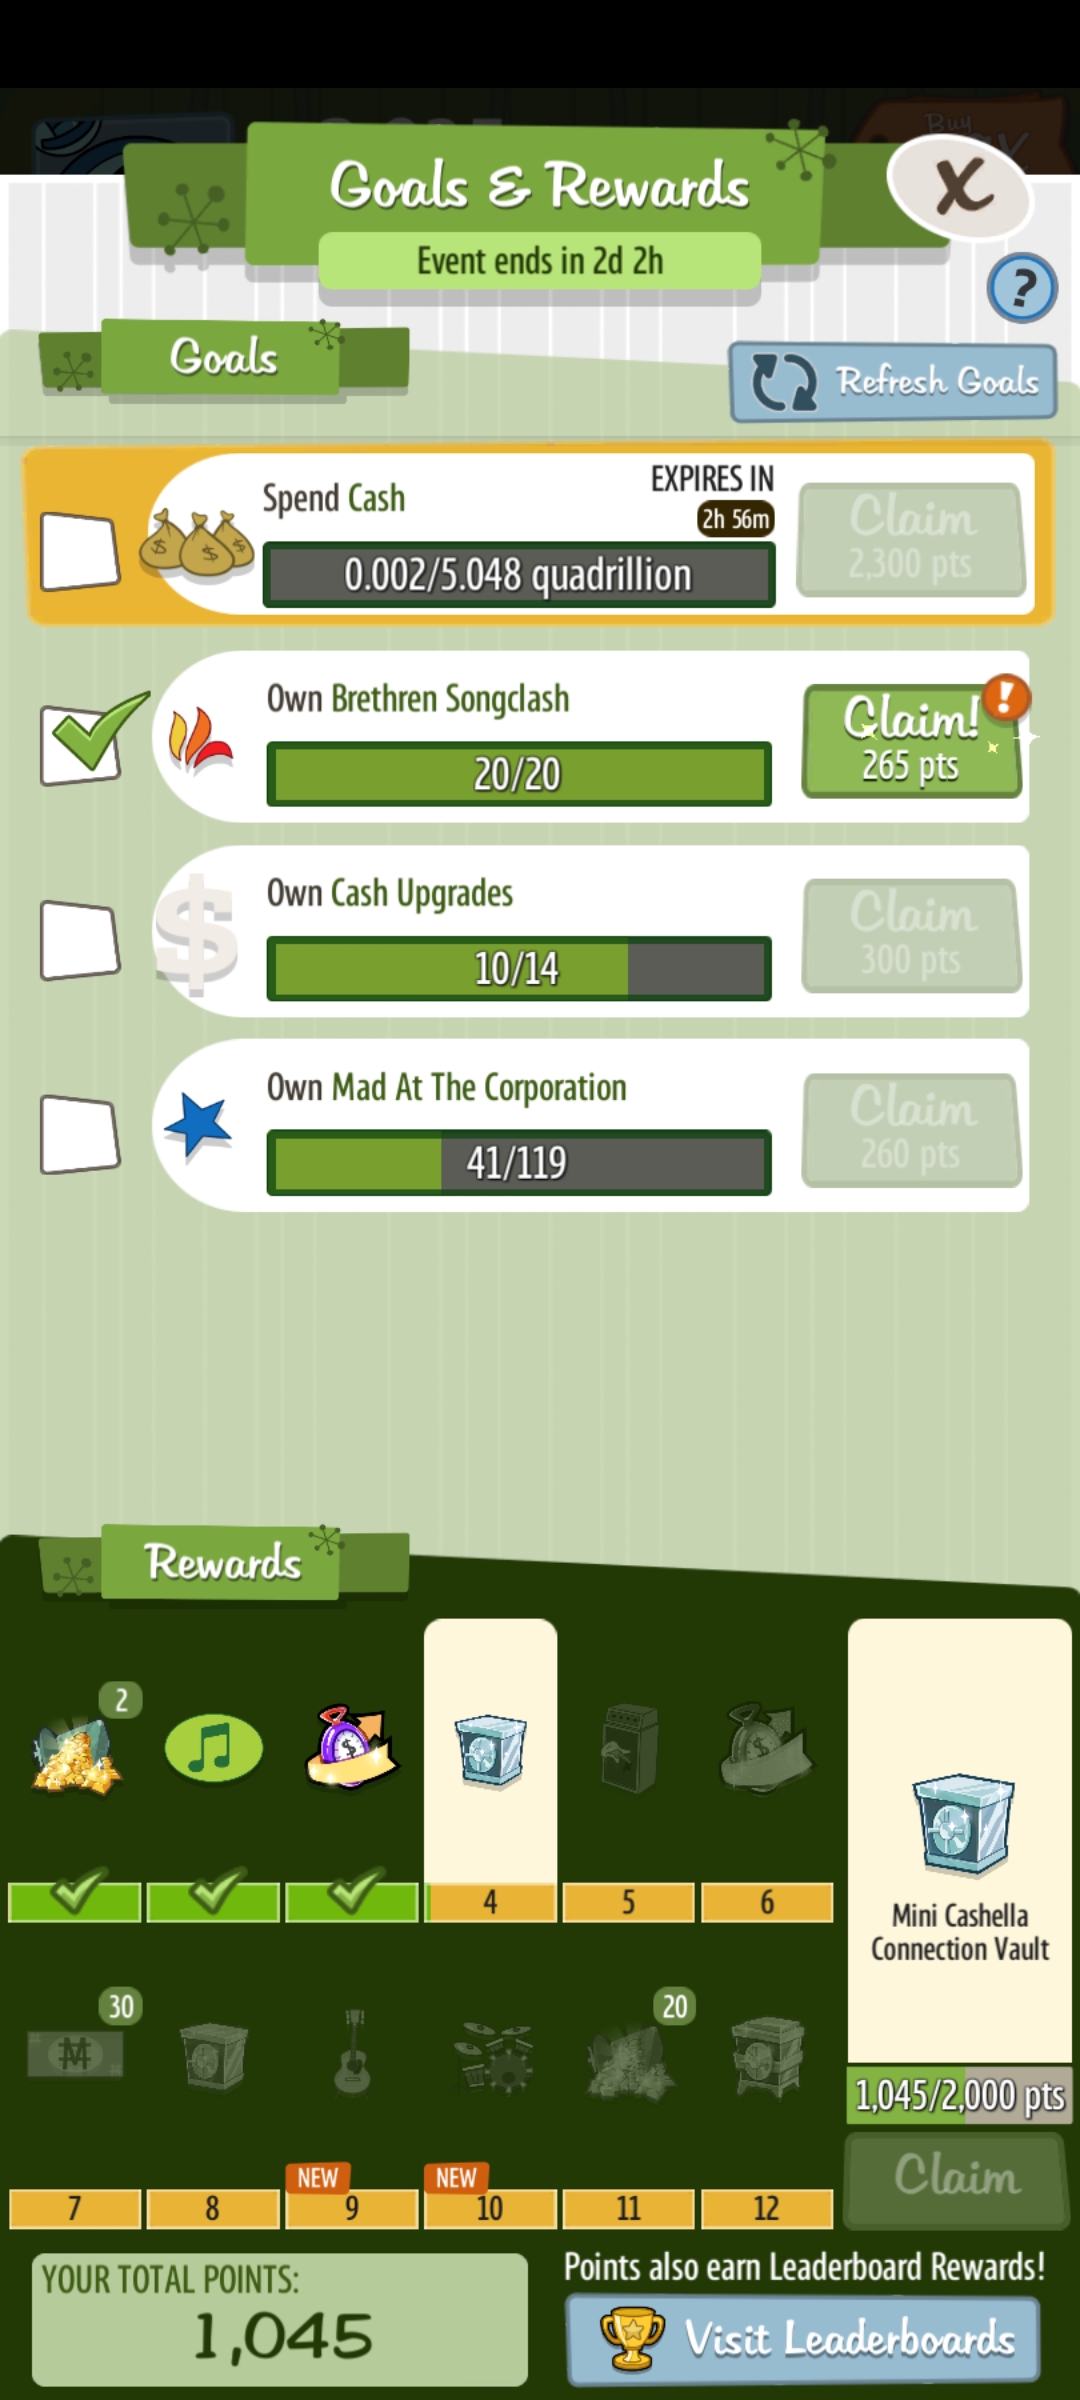 Buy
Goals & Rewards
X
Event ends in 2d 2h
?
Goals
Refresh Goals
Spend Cash
EXPIRES IN
2h 56m
0.002/5.048 quadrillion
Claim
2,300 pts
Own Brethren Songclash
20/20
Claim!
265 pts
!
Own Cash Upgrades
10/14
Claim
300 pts
Own Mad At The Corporation
41/119
Claim
260 pts
Rewards
2
4
5
6
Mini Cashella
Connection Vault
30
20
1,045/2,000 pts
NEW
NEW
7
8
9
10
11
12
Claim
YOUR TOTAL POINTS:
1,045
Points also earn Leaderboard Rewards!
Visit Leaderboards